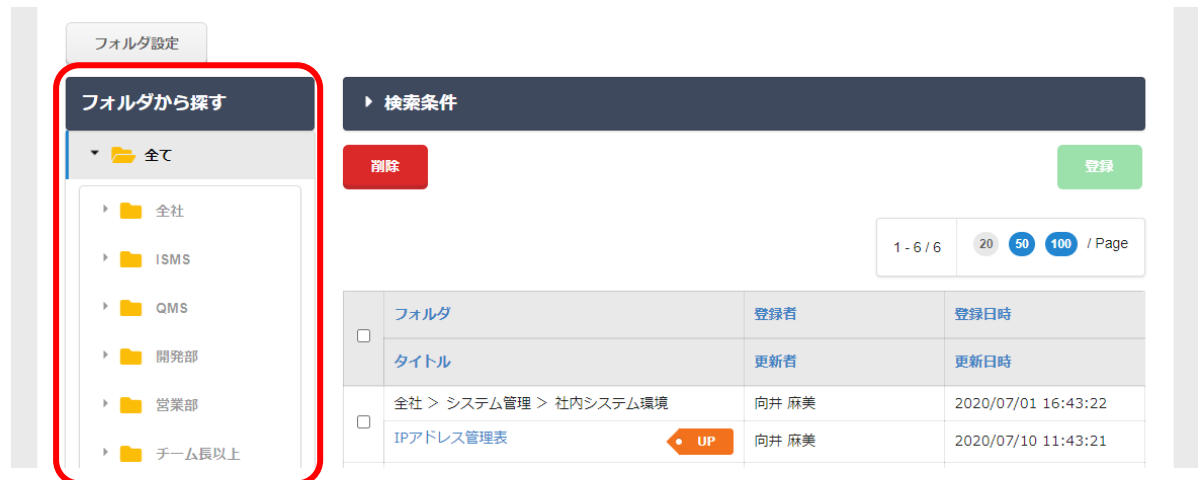 フォルダ設定
フォルダから探す
全て
全社
ISMS
QMS
開発部
営業部
チーム長以上
検索条件
削除
登録
1 - 6 / 6
20 50 100 / Page
フォルダ 登録者 登録日時
タイトル 更新者 更新日時
全社 > システム管理 > 社内システム環境 向井 麻美 2020/07/01 16:43:22
IPアドレス管理表 UP 向井 麻美 2020/07/10 11:43:21